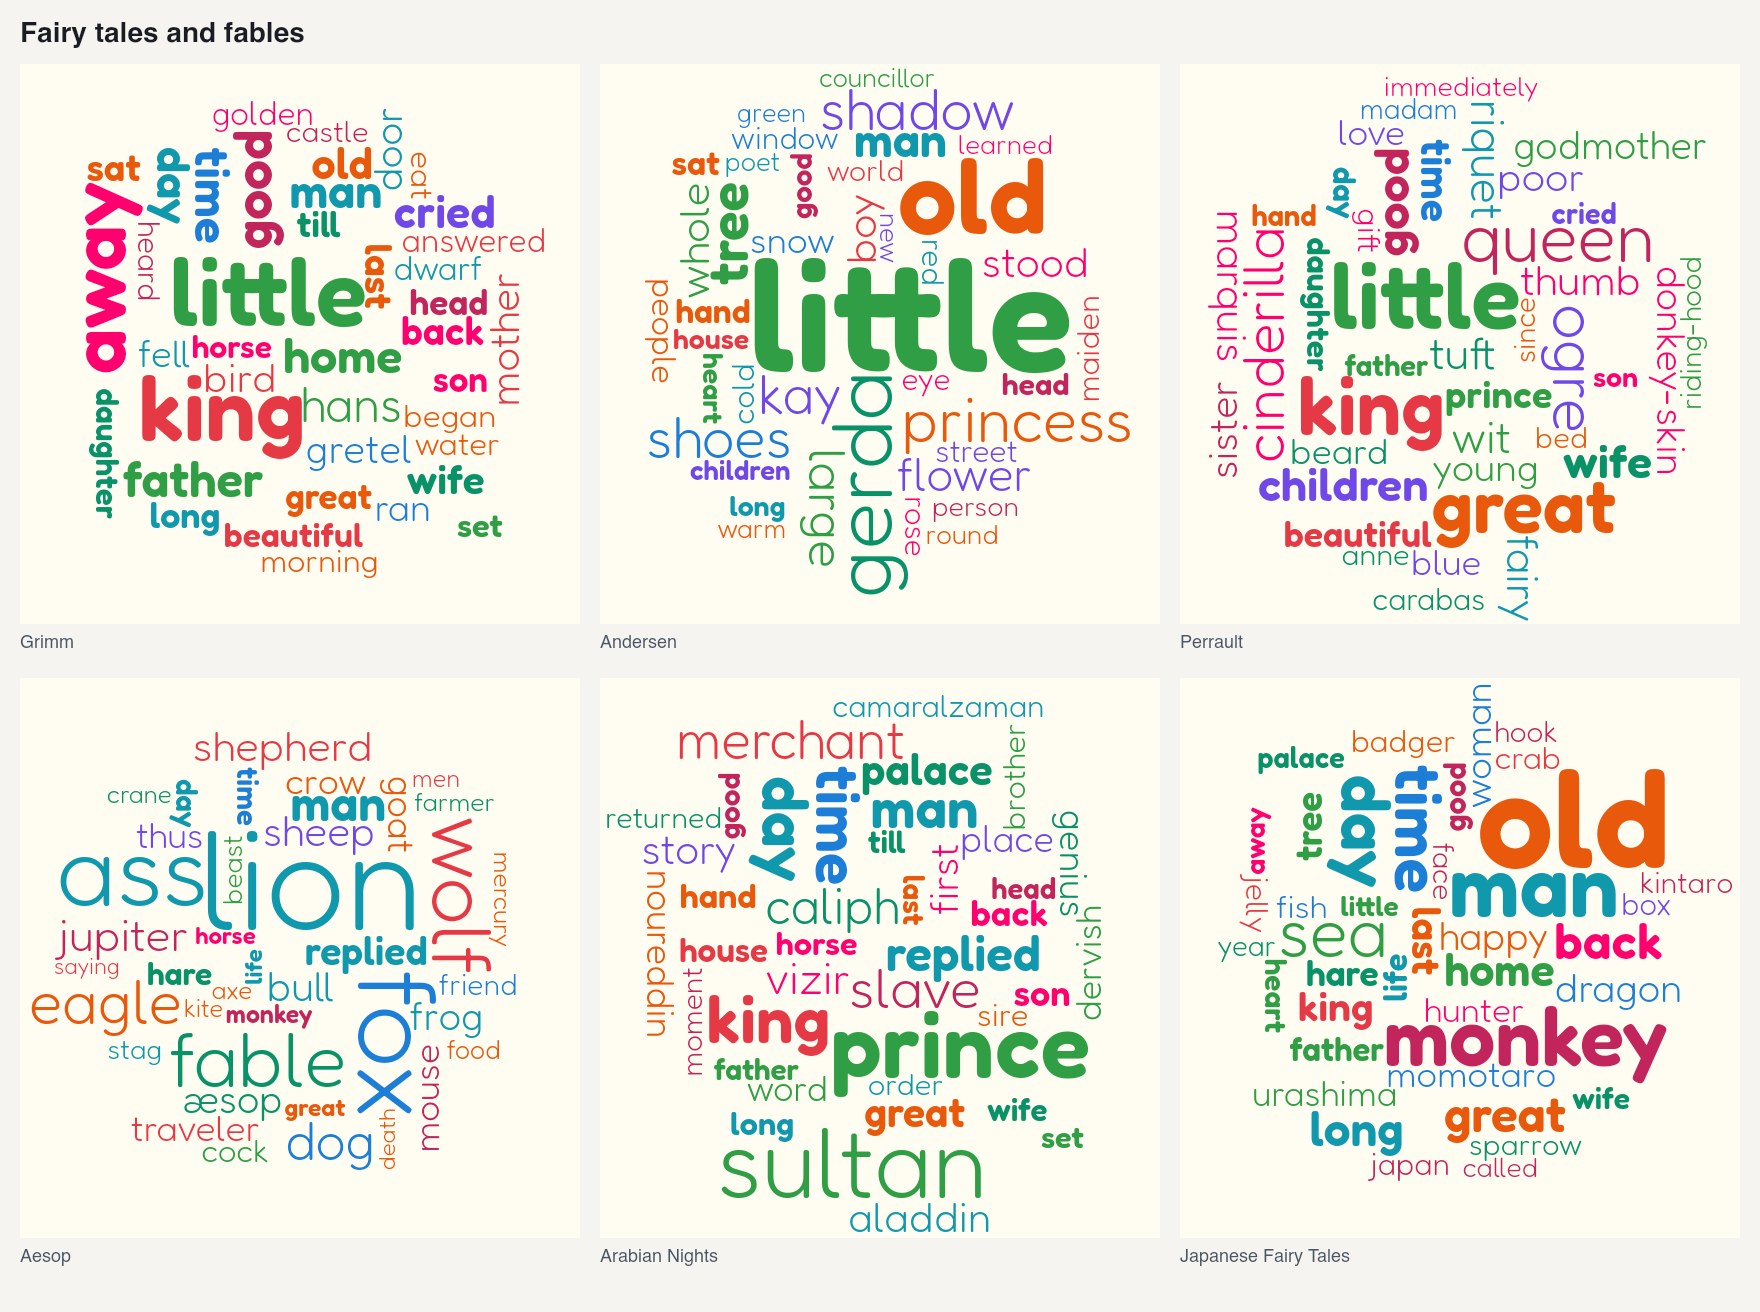 Fairy tales and fables
golden
castle
door
good
old
eat
sat
day
time
man
till
cried
away
heard
answered
last
dwarf
little
head
mother
back
fell
horse
home
bird
son
king
hans
began
daughter
gretel
water
father
wife
great
ran
long
beautiful
set
morning
Grimm
councillor
shadow
green
window
man
learned
sat
poet
good
world
old
whole
tree
boy
new
snow
red
stood
little
people
hand
house
maiden
heart
cold
kay
eye
head
gerda
princess
shoes
street
children
large
flower
long
rose
person
warm
round
Andersen
immediately
madam
riquet
love
time
godmother
good
day
poor
gift
hand
cried
marquis
queen
cinderilla
daughter
little
thumb
donkey-skin
riding-hood
since
ogre
tuft
father
son
king
prince
sister
wit
bed
beard
young
wife
children
great
beautiful
fairy
anne
blue
carabas
Perrault
shepherd
time
crow
men
goat
crane
day
man
farmer
thus
sheep
wolf
beast
ass
lion
mercury
jupiter
horse
replied
saying
hare
life
bull
fox
friend
axe
eagle
kite
monkey
frog
stag
fable
food
mouse
æsop
great
death
traveler
dog
cock
Aesop
camaralzaman
merchant
brother
palace
good
day
time
man
returned
till
genius
story
place
first
noureddin
hand
head
last
caliph
back
dervish
house
horse
replied
moment
vizir
slave
son
king
sire
prince
father
word
order
long
great
wife
set
sultan
aladdin
Arabian Nights
woman
hook
badger
palace
crab
day
time
good
old
tree
away
face
man
kintaro
jelly
fish
little
box
last
year
sea
happy
back
heart
hare
life
home
dragon
king
hunter
monkey
father
momotaro
urashima
wife
long
great
sparrow
japan
called
Japanese Fairy Tales